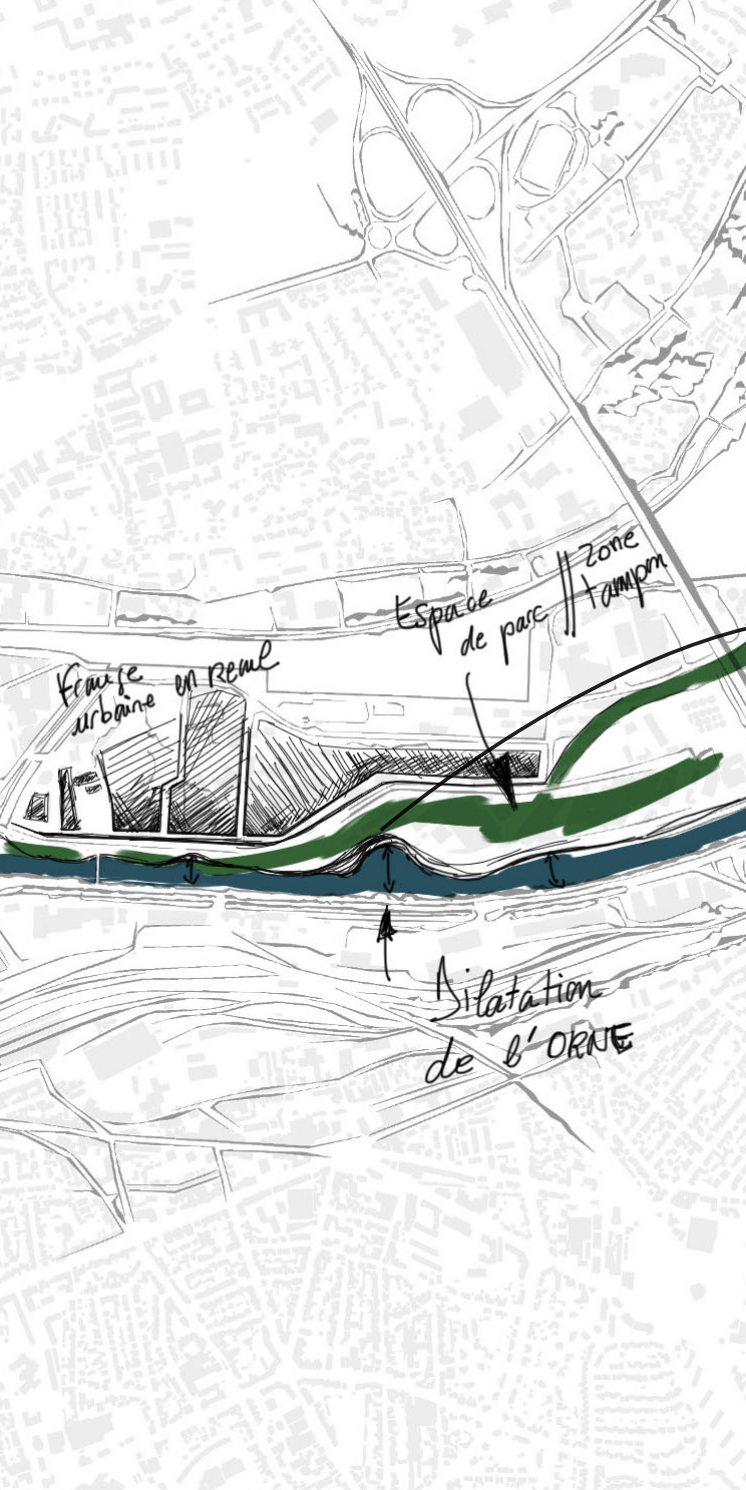 Espace // Zone
de parc tampon
Frange
urbaine en recul
Dilatation
de l'ORNE